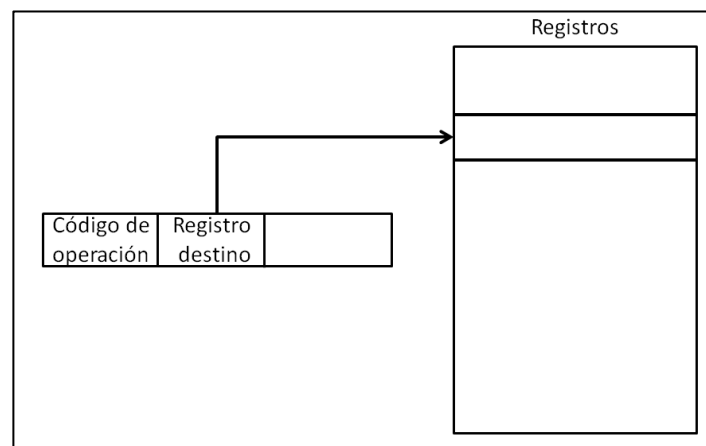 Registros
Código de
operación
Registro
destino